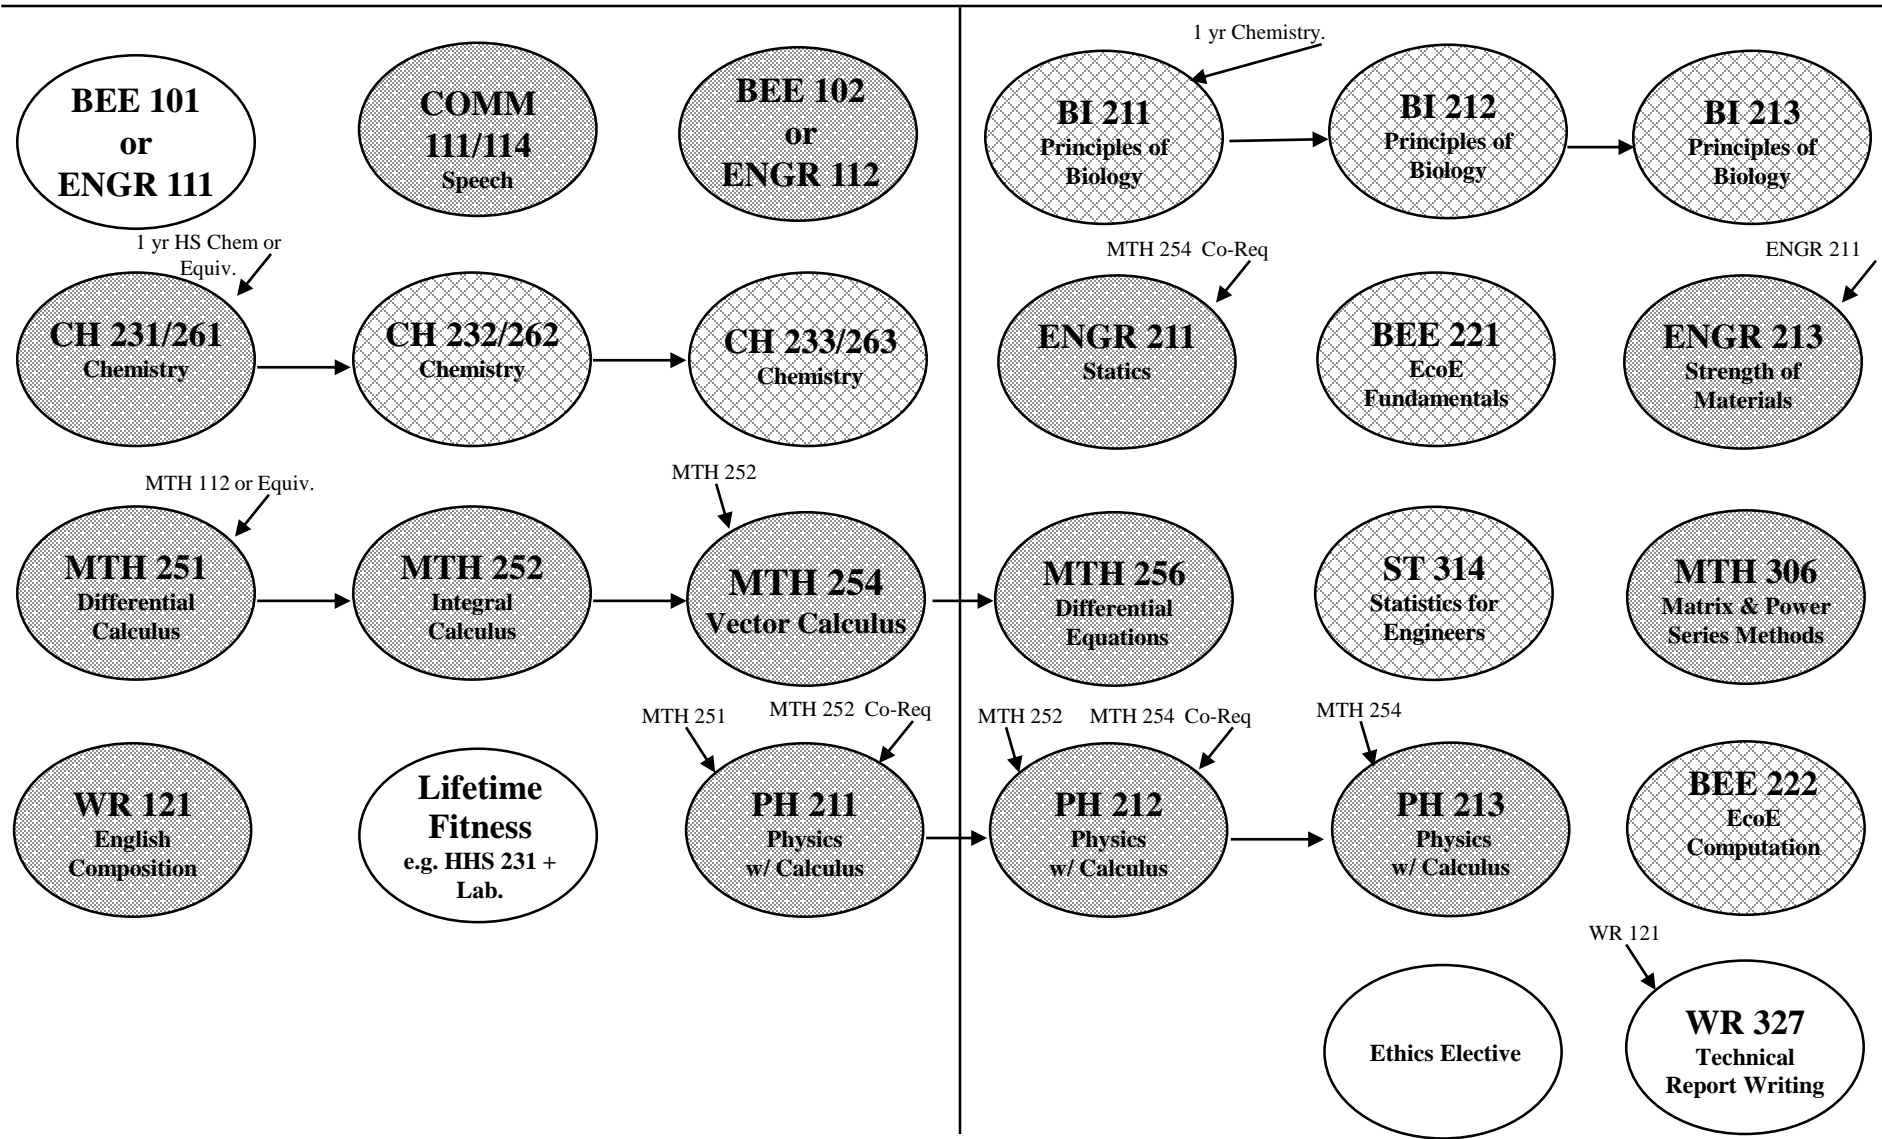 1 yr Chemistry.
BEE 101
or
ENGR 111
COMM
111/114
Speech
BEE 102
or
ENGR 112
BI 211
Principles of
Biology
BI 212
Principles of
Biology
BI 213
Principles of
Biology
1 yr HS Chem or
Equiv.
MTH 254 Co-Req
ENGR 211
CH 231/261
Chemistry
CH 232/262
Chemistry
CH 233/263
Chemistry
ENGR 211
Statics
BEE 221
EcoE
Fundamentals
ENGR 213
Strength of
Materials
MTH 112 or Equiv.
MTH 252
MTH 251
Differential
Calculus
MTH 252
Integral
Calculus
MTH 254
Vector Calculus
MTH 256
Differential
Equations
ST 314
Statistics for
Engineers
MTH 306
Matrix & Power
Series Methods
MTH 251
MTH 252 Co-Req
MTH 252
MTH 254 Co-Req
MTH 254
WR 121
English
Composition
Lifetime
Fitness
e.g. HHS 231 +
Lab.
PH 211
Physics
w/ Calculus
PH 212
Physics
w/ Calculus
PH 213
Physics
w/ Calculus
BEE 222
EcoE
Computation
WR 121
Ethics Elective
WR 327
Technical
Report Writing